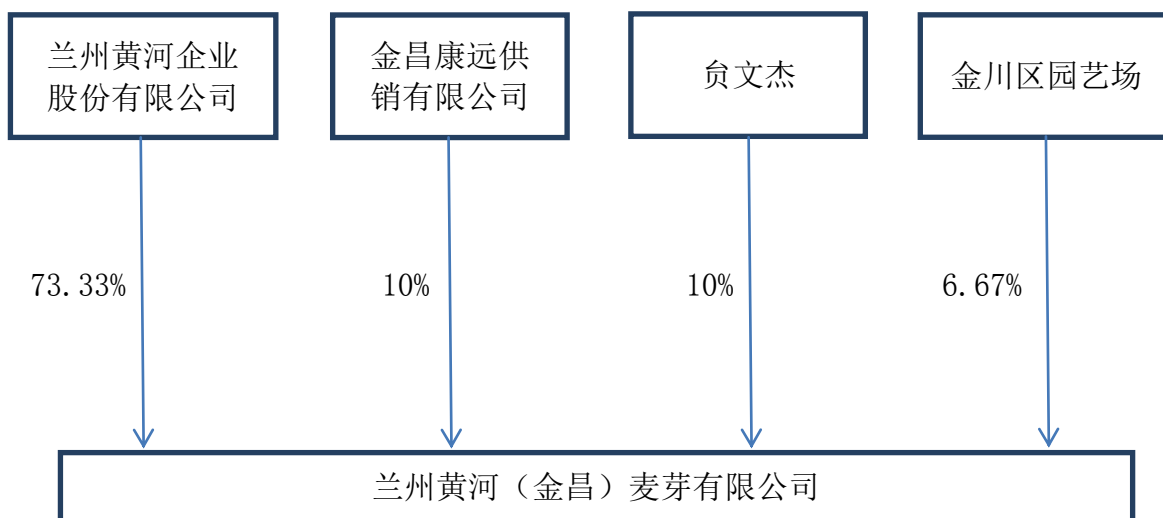 兰州黄河企业
股份有限公司
金昌康远供
销有限公司
贠文杰
金川区园艺场
73.33%
10%
10%
6.67%
兰州黄河（金昌）麦芽有限公司